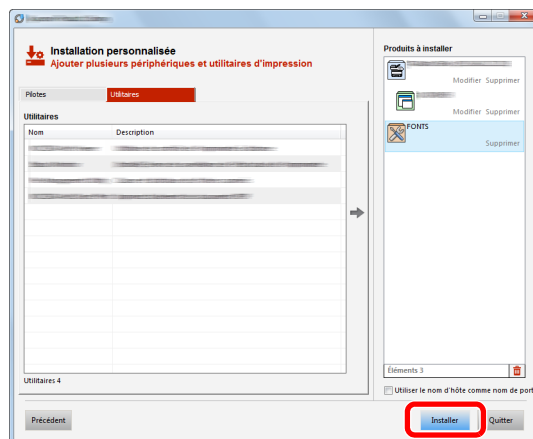 Installation personnalisée
Ajouter plusieurs périphériques et utilitaires d'impression
Pilotes
Utilitaires
Utilitaires
Nom Description
Utilitaires 4
Produits à installer
Modifier Supprimer
Modifier Supprimer
FONTS
Supprimer
Éléments 3
Utiliser le nom d'hôte comme nom de port
Précédent
Installer
Quitter